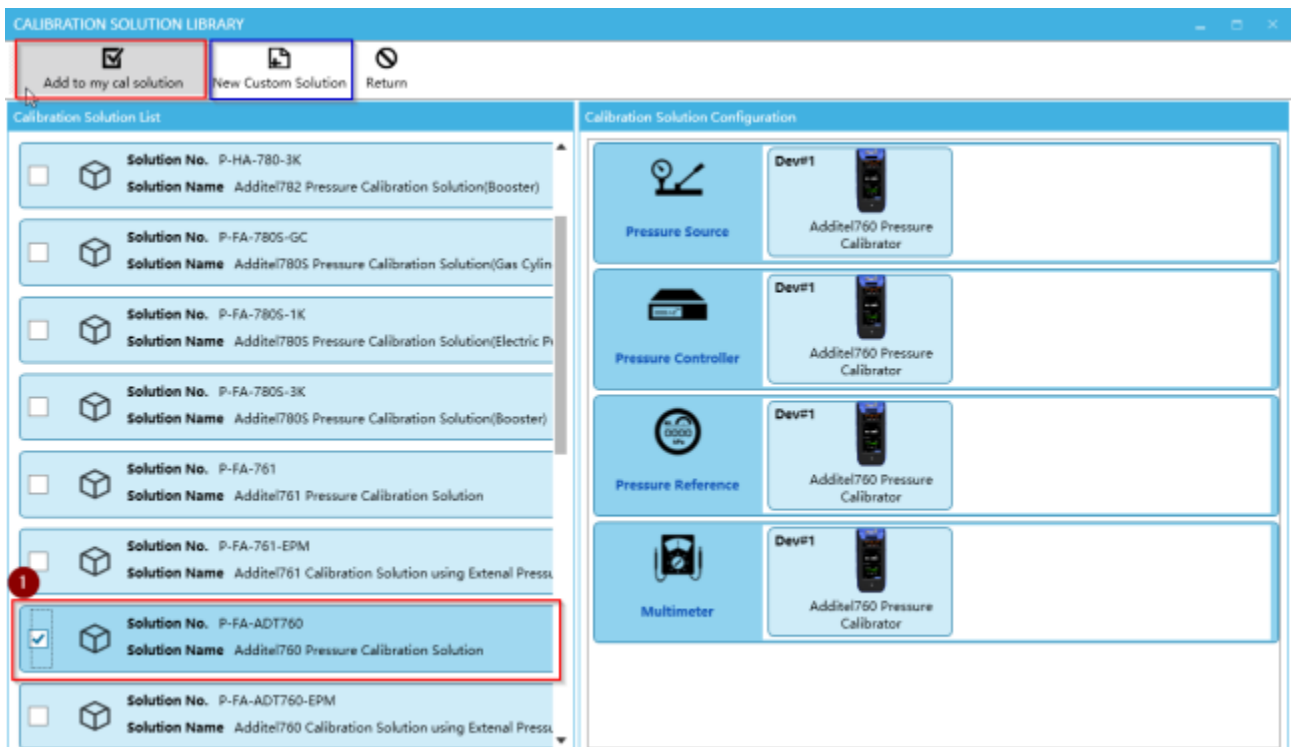 CALIBRATION SOLUTION LIBRARY
Add to my cal solution
New Custom Solution
Return
Calibration Solution List
Solution No. P-HA-780-3K
Solution Name Additel782 Pressure Calibration Solution(Booster)
Solution No. P-FA-780S-GC
Solution Name Additel780S Pressure Calibration Solution(Gas Cylin
Solution No. P-FA-780S-1K
Solution Name Additel780S Pressure Calibration Solution(Electric P
Solution No. P-FA-780S-3K
Solution Name Additel780S Pressure Calibration Solution(Booster)
Solution No. P-FA-761
Solution Name Additel761 Pressure Calibration Solution
Solution No. P-FA-761-EPM
Solution Name Additel761 Calibration Solution using Extenal Pressu
1
Solution No. P-FA-ADT760
Solution Name Additel760 Pressure Calibration Solution
Solution No. P-FA-ADT760-EPM
Solution Name Additel760 Calibration Solution using Extenal Pressu
Calibration Solution Configuration
Pressure Source
Dev#1
Additel760 Pressure
Calibrator
Pressure Controller
Dev#1
Additel760 Pressure
Calibrator
Pressure Reference
Dev#1
Additel760 Pressure
Calibrator
Multimeter
Dev#1
Additel760 Pressure
Calibrator